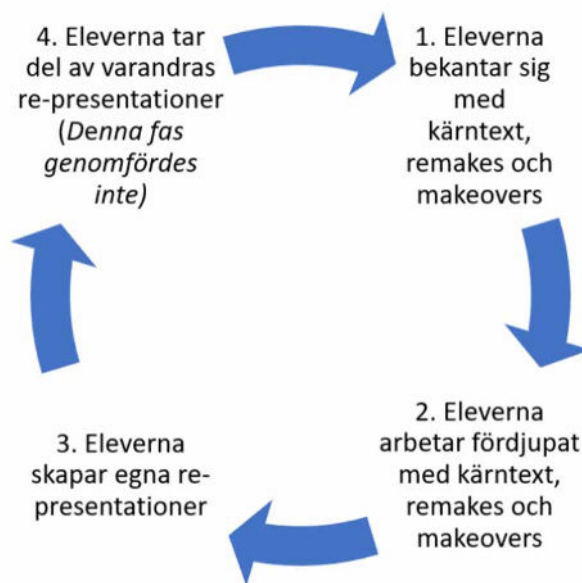 4. Eleverna tar
del av varandras
re-presentationer
(Denna fas
genomfördes
inte)
1. Eleverna
bekantar sig
med
kärntext,
remakes och
makeovers
2. Eleverna
arbetar fördjupat
med kärntext,
remakes och
makeovers
3. Eleverna
skapar egna re-
presentationer